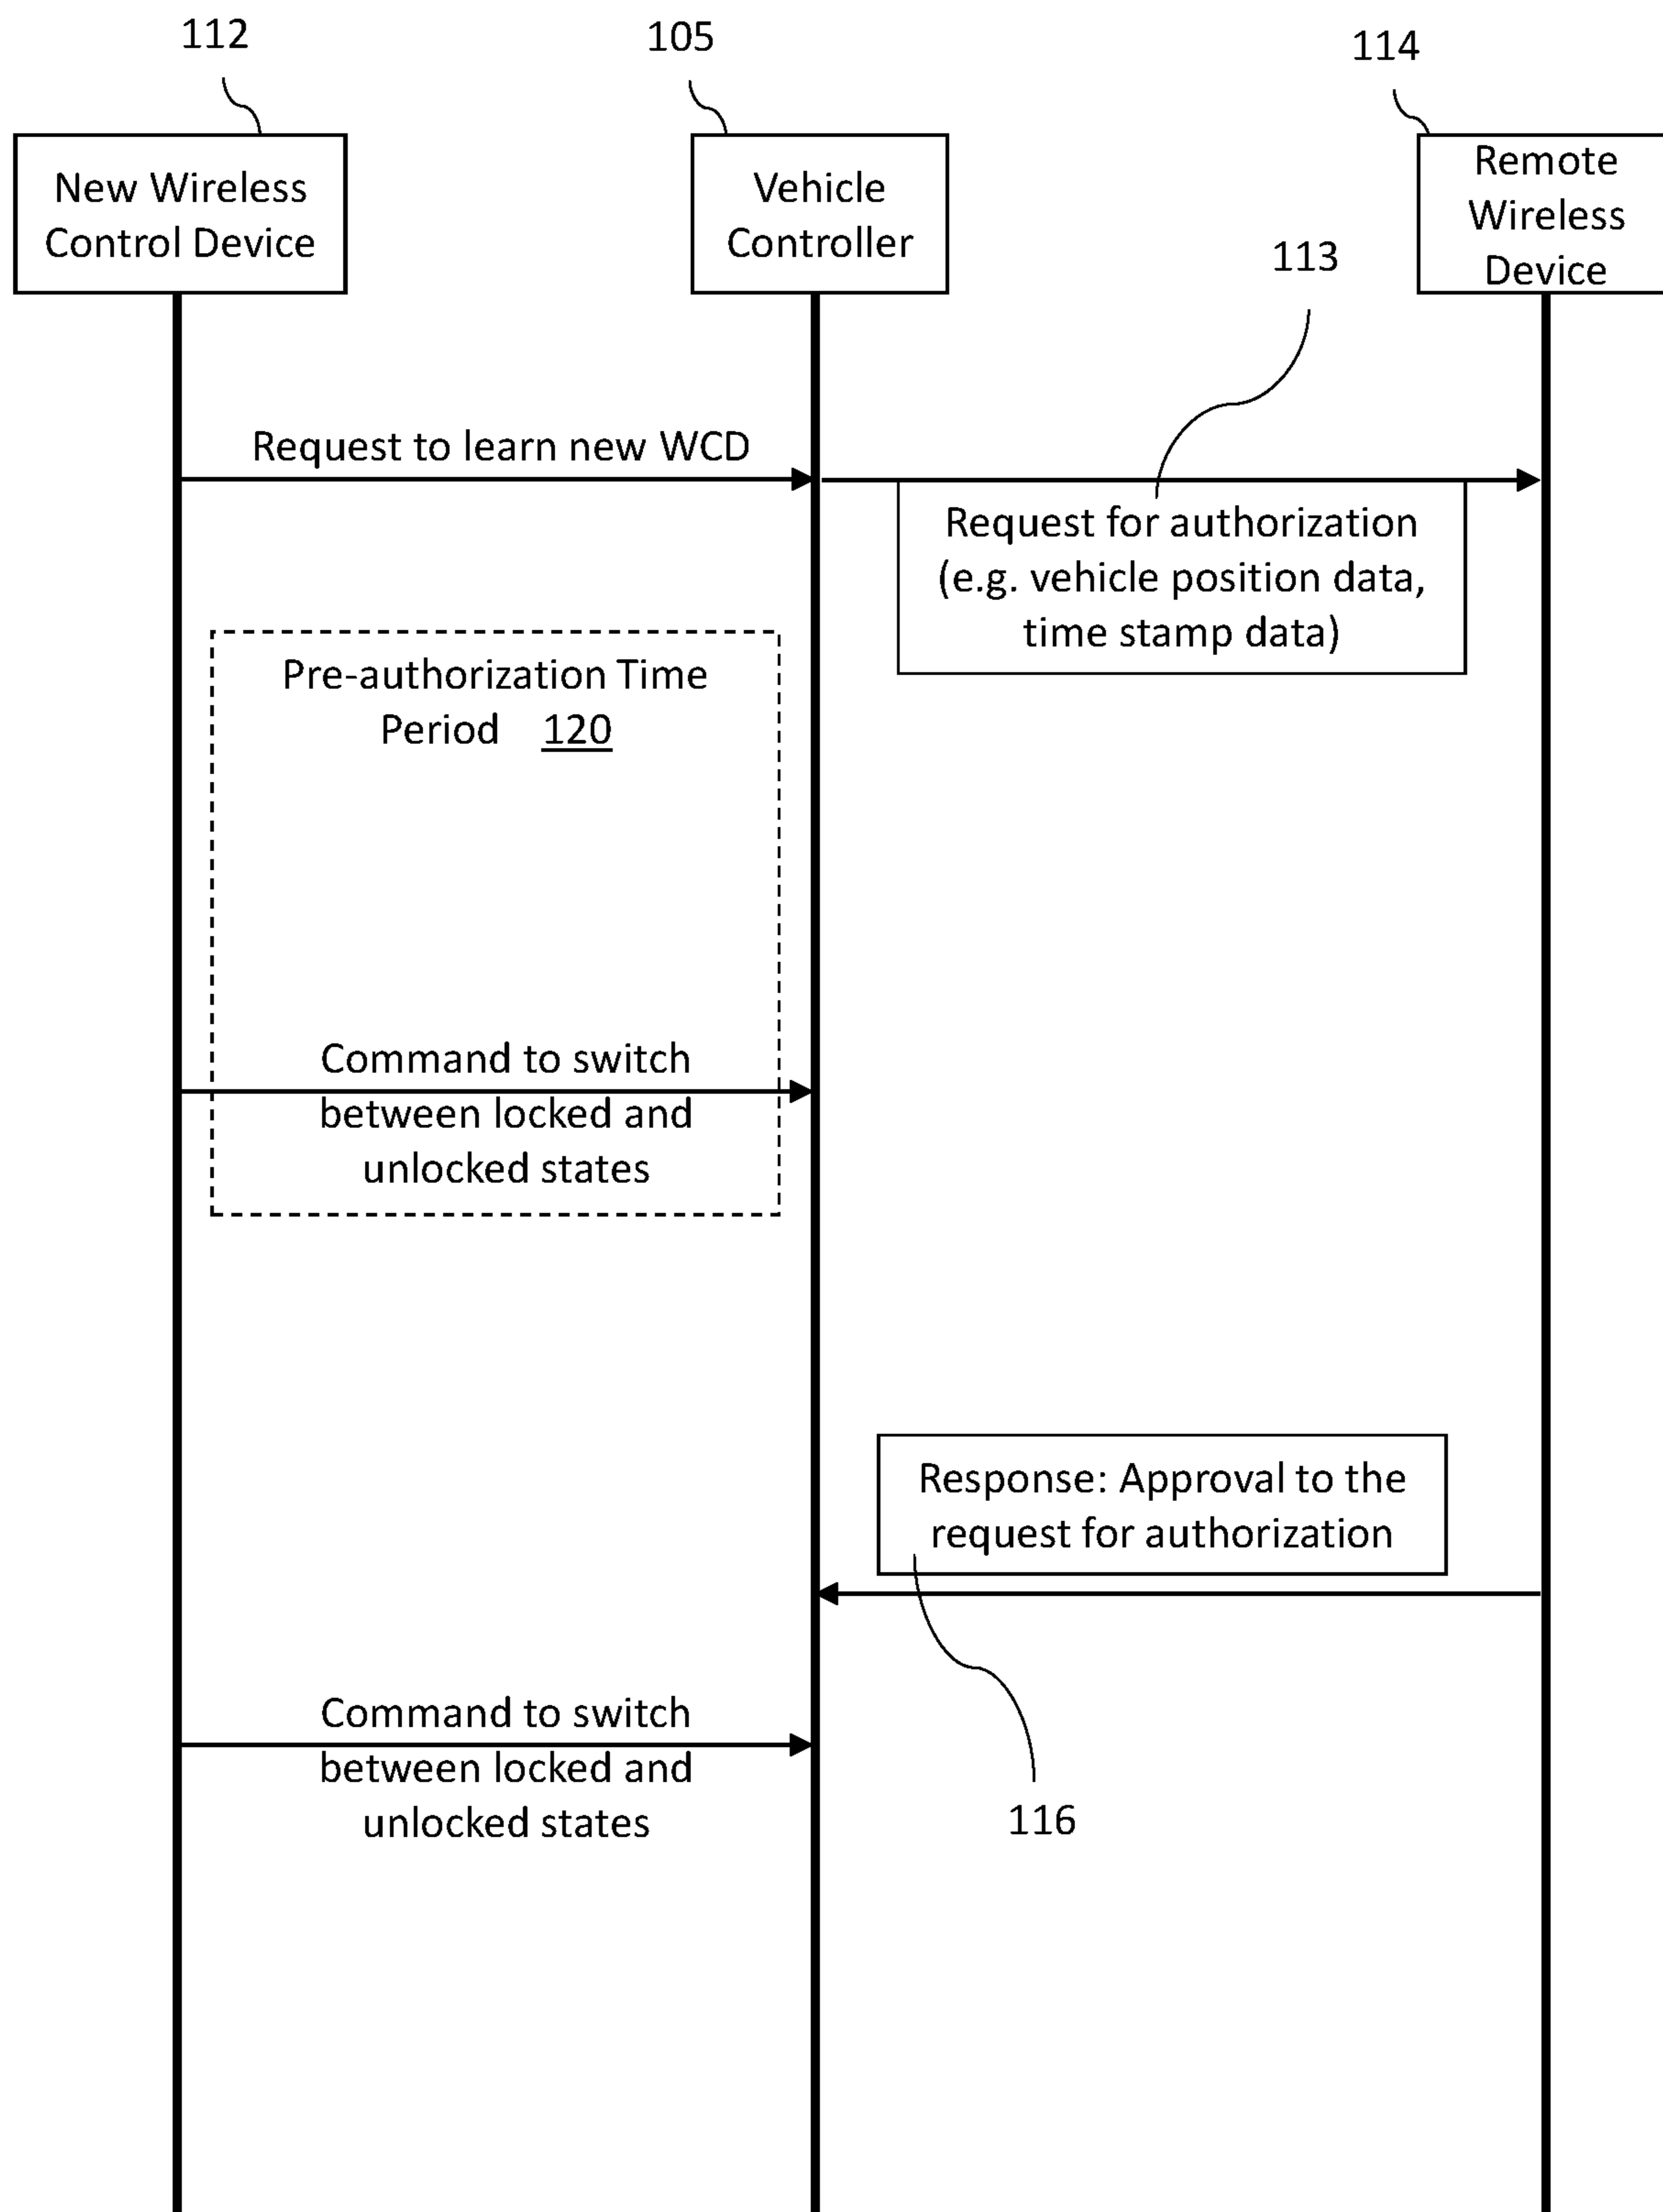 112
105
114
New Wireless
Control Device
Vehicle
Controller
Remote
Wireless
Device
113
Request to learn new WCD
Request for authorization
(e.g. vehicle position data,
time stamp data)
Pre-authorization Time
Period 120
Command to switch
between locked and
unlocked states
Response: Approval to the
request for authorization
Command to switch
between locked and
unlocked states
116